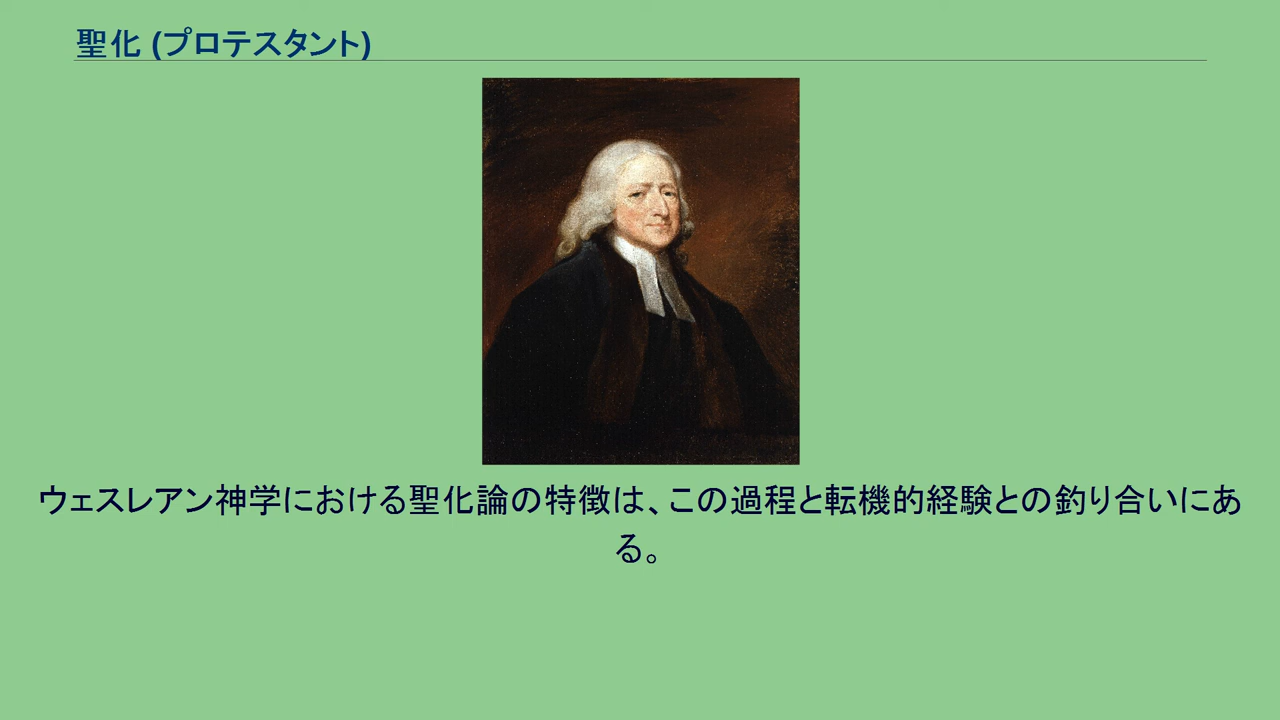 聖化 (プロテスタント)
ウェスレアン神学における聖化論の特徴は、この過程と転機的経験との釣り合いにあ
る。